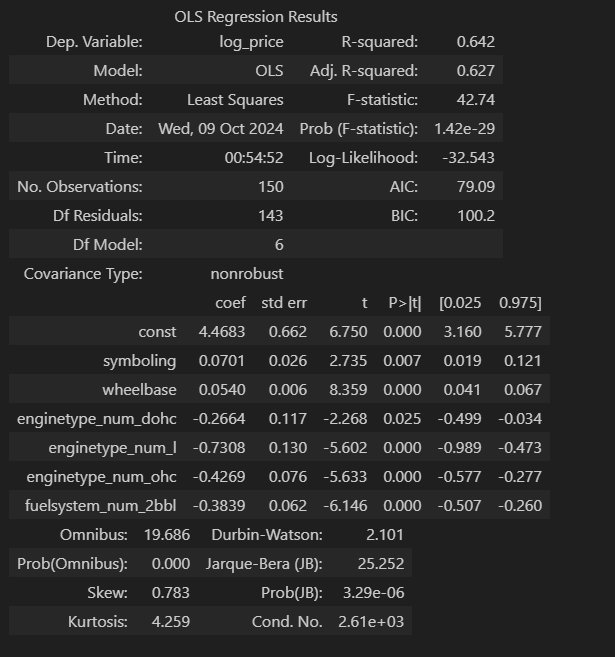 OLS Regression Results
Dep. Variable: log_price R-squared: 0.642
Model: OLS Adj. R-squared: 0.627
Method: Least Squares F-statistic: 42.74
Date: Wed, 09 Oct 2024 Prob (F-statistic): 1.42e-29
Time: 00:54:52 Log-Likelihood: -32.543
No. Observations: 150 AIC: 79.09
Df Residuals: 143 BIC: 100.2
Df Model: 6
Covariance Type: nonrobust
coef std err t P>|t| [0.025 0.975]
const 4.4683 0.662 6.750 0.000 3.160 5.777
symboling 0.0701 0.026 2.735 0.007 0.019 0.121
wheelbase 0.0540 0.006 8.359 0.000 0.041 0.067
enginetype_num_dohc -0.2664 0.117 -2.268 0.025 -0.499 -0.034
enginetype_num_l -0.7308 0.130 -5.602 0.000 -0.989 -0.473
enginetype_num_ohc -0.4269 0.076 -5.633 0.000 -0.577 -0.277
fuelsystem_num_2bbl -0.3839 0.062 -6.146 0.000 -0.507 -0.260
Omnibus: 19.686 Durbin-Watson: 2.101
Prob(Omnibus): 0.000 Jarque-Bera (JB): 25.252
Skew: 0.783 Prob(JB): 3.29e-06
Kurtosis: 4.259 Cond. No. 2.61e+03